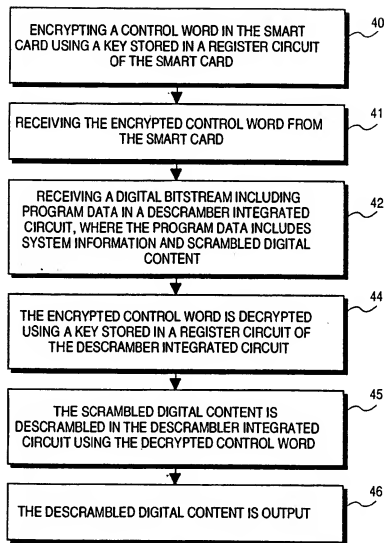 ENCRYPTING A CONTROL WORD IN THE SMART
CARD USING A KEY STORED IN A REGISTER CIRCUIT
OF THE SMART CARD
40
RECEIVING THE ENCRYPTED CONTROL WORD FROM
THE SMART CARD
41
RECEIVING A DIGITAL BITSTREAM INCLUDING
PROGRAM DATA IN A DESCRAMBER INTEGRATED
CIRCUIT, WHERE THE PROGRAM DATA INCLUDES
SYSTEM INFORMATION AND SCRAMBLED DIGITAL
CONTENT
42
THE ENCRYPTED CONTROL WORD IS DECRYPTED
USING A KEY STORED IN A REGISTER CIRCUIT OF
THE DESCRAMBER INTEGRATED CIRCUIT
44
THE SCRAMBLED DIGITAL CONTENT IS
DESCRAMBLED IN THE DESCRAMBLER INTEGRATED
CIRCUIT USING THE DECRYPTED CONTROL WORD
45
THE DESCRAMBLED DIGITAL CONTENT IS OUTPUT
46